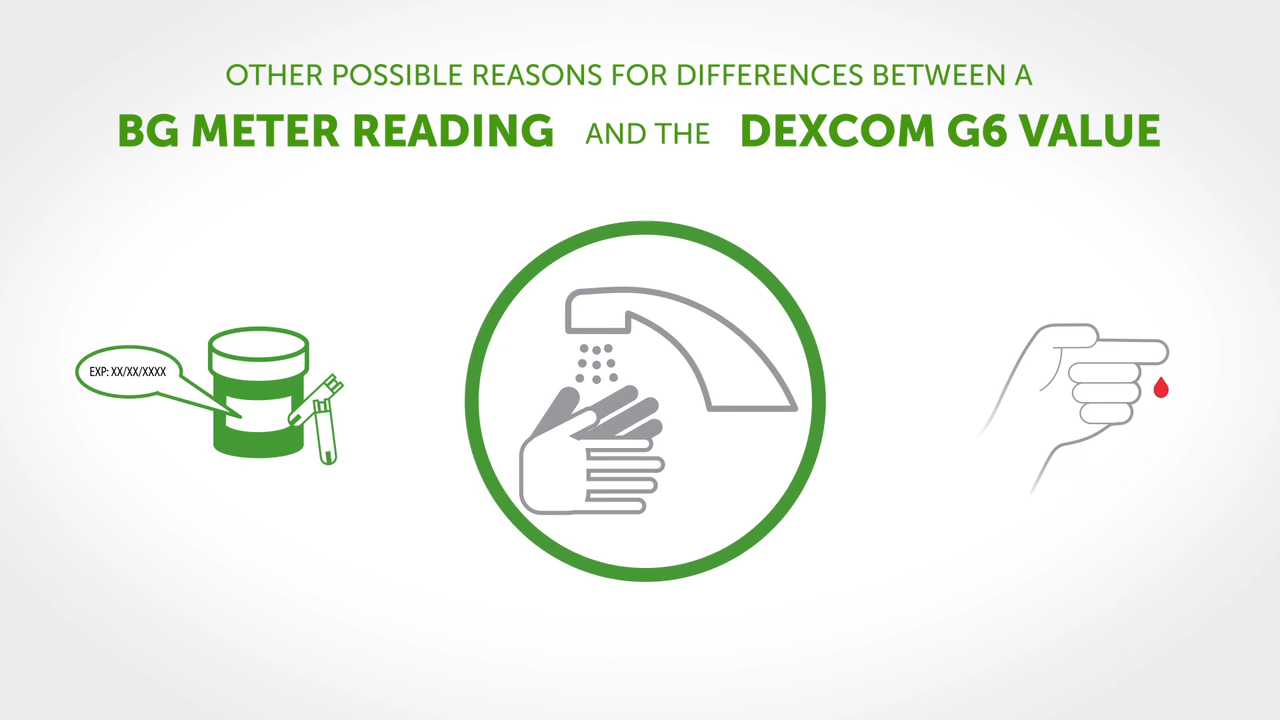 OTHER POSSIBLE REASONS FOR DIFFERENCES BETWEEN A
BG METER READING AND THE DEXCOM G6 VALUE
EXP: XX/XX/XXXX